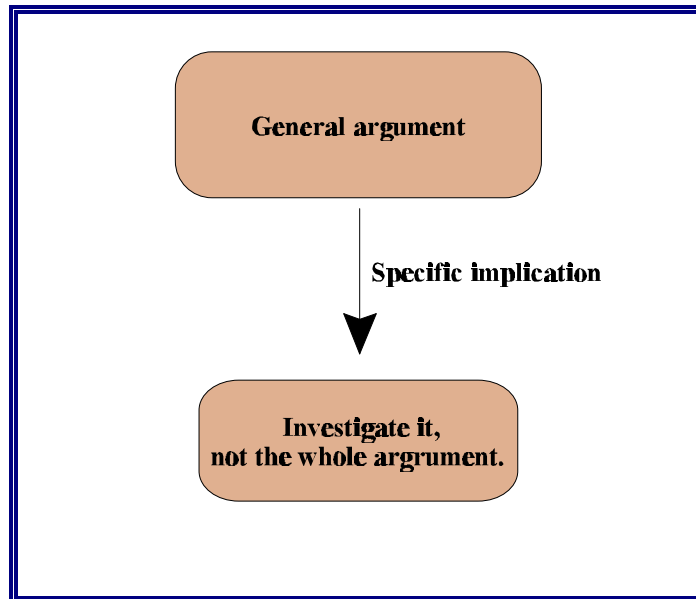 General argument
Specific implication
Investigate it,
not the whole argrument.